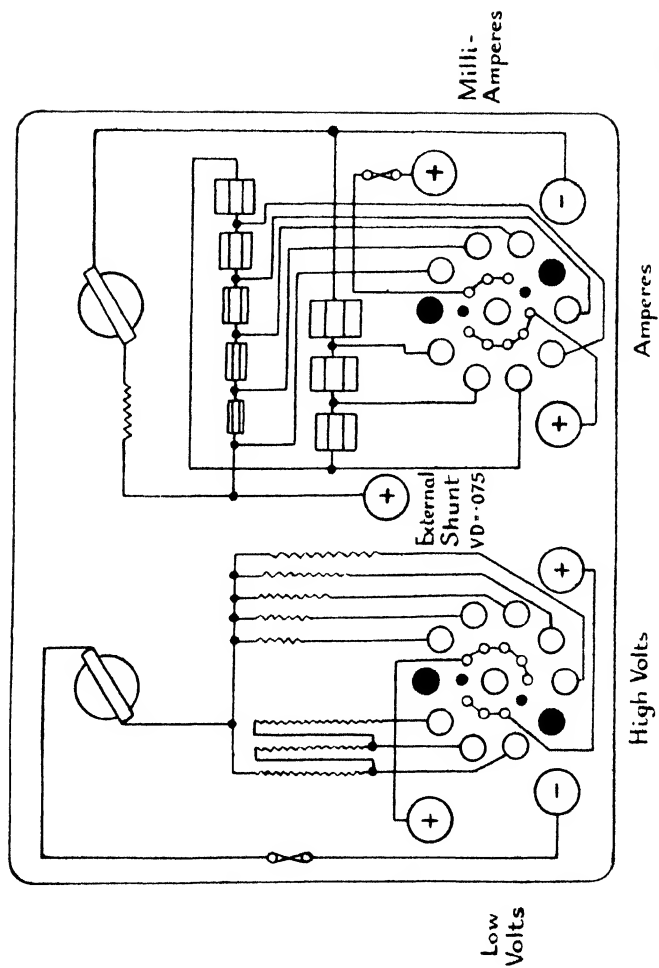 Low
Volts
High Volts
External
Shunt
VD=·075
Amperes
Milli-
Amperes
+
-
+
+
+
-
+